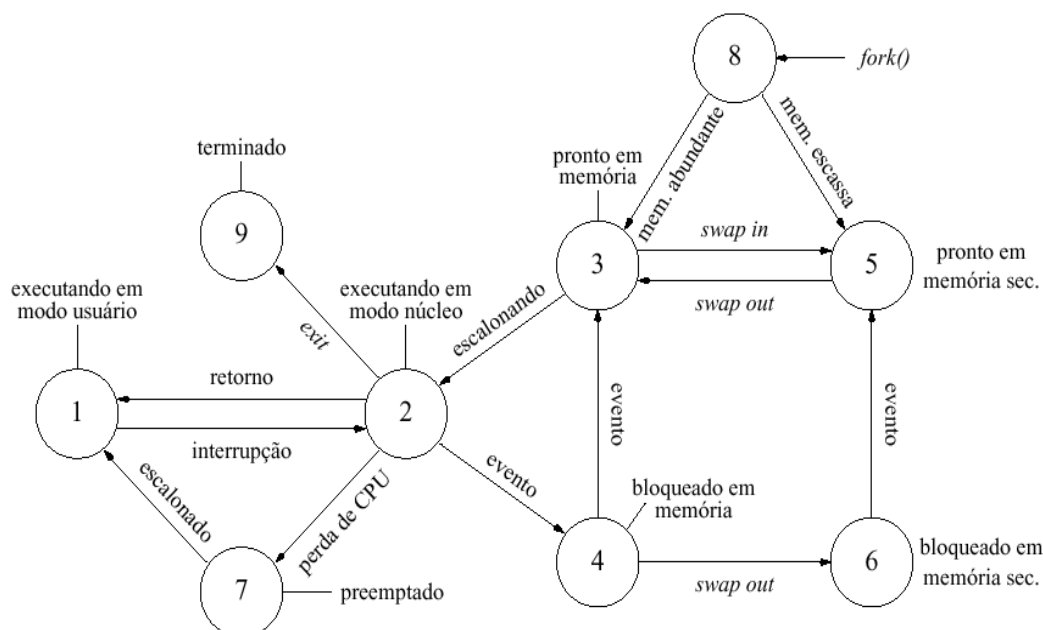 8
fork()
mem. abundante
mem. escassa
terminado
9
pronto em
memória
3
swap in
swap out
5
pronto em
memória sec.
executando em
modo usuário
executando em
modo núcleo
exit
escalonando
1
retorno
interrupção
2
evento
evento
evento
escalonado
perda de CPU
bloqueado em
memória
7
preemptado
4
swap out
6
bloqueado em
memória sec.